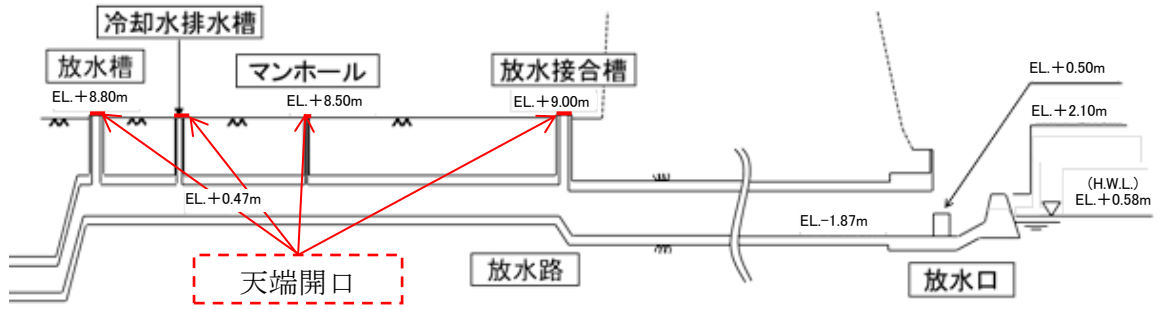 冷却水排水槽
放水槽
マンホール
放水接合槽
EL.＋8.80m
EL.＋8.50m
EL.＋9.00m
EL.＋0.50m
EL.＋2.10m
(H.W.L.)
EL.＋0.58m
EL.＋0.47m
EL.-1.87m
天端開口
放水路
放水口